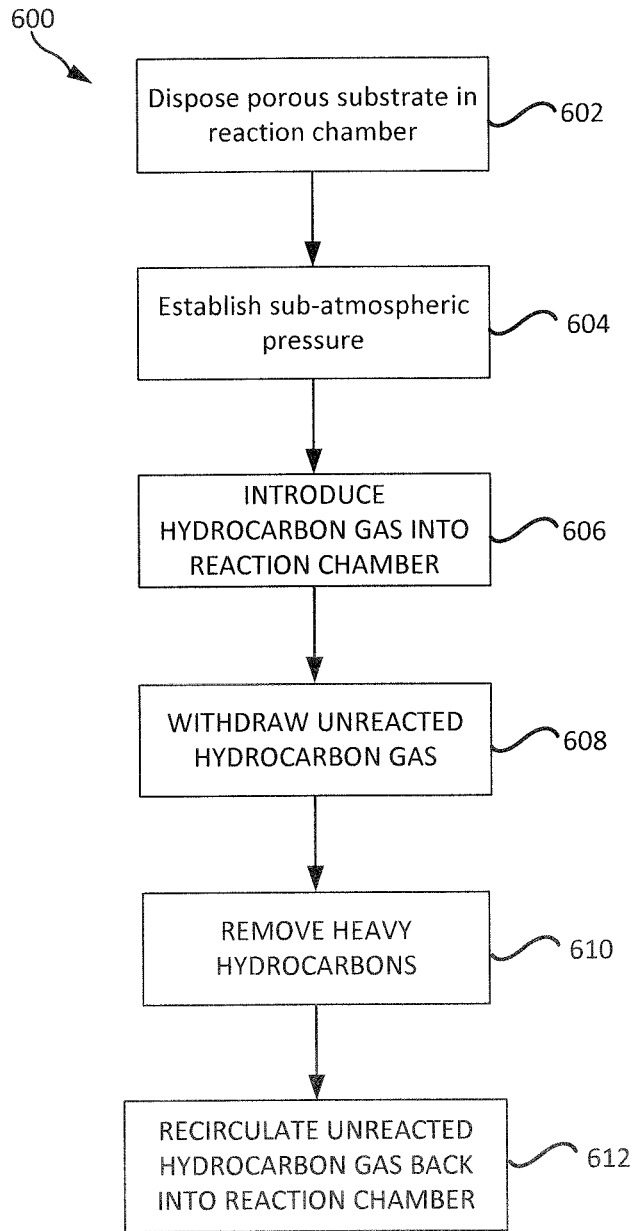 600
Dispose porous substrate in
reaction chamber
602
Establish sub-atmospheric
pressure
604
INTRODUCE
HYDROCARBON GAS INTO
REACTION CHAMBER
606
WITHDRAW UNREACTED
HYDROCARBON GAS
608
REMOVE HEAVY
HYDROCARBONS
610
RECIRCULATE UNREACTED
HYDROCARBON GAS BACK
INTO REACTION CHAMBER
612